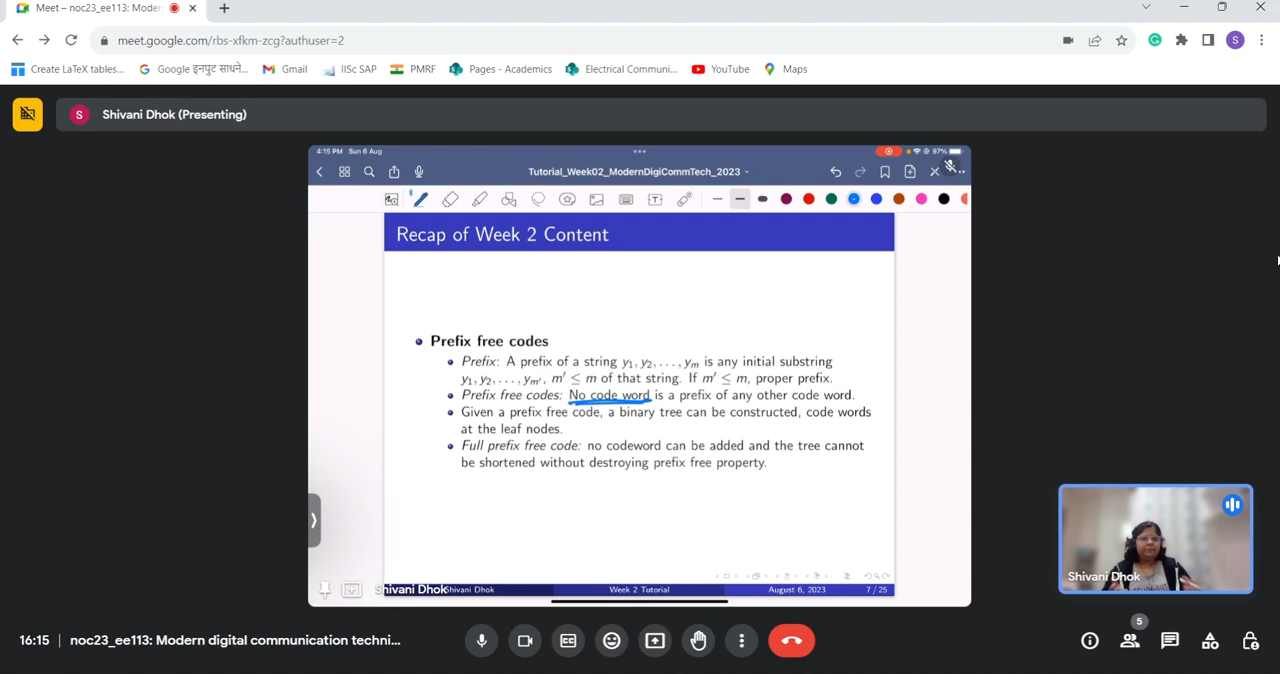 Meet – noc23_ee113: Moder
meet.google.com/rbs-xfkm-zcg?authuser=2
S
Create LaTeX tables... Google इनपुट साधने... Gmail IISc SAP PMRF Pages - Academics Electrical Communi... YouTube Maps
S Shivani Dhok (Presenting)
4:15 PM Sun 6 Aug 97%
Tutorial_Week02_ModernDigiCommTech_2023
Recap of Week 2 Content
Prefix free codes
Prefix: A prefix of a string y₁, y₂, . . . , yₘ is any initial substring
y₁, y₂, . . . , yₘ′, m′ ≤ m of that string. If m′ ≤ m, proper prefix.
Prefix free codes: No code word is a prefix of any other code word.
Given a prefix free code, a binary tree can be constructed, code words
at the leaf nodes.
Full prefix free code: no codeword can be added and the tree cannot
be shortened without destroying prefix free property.
Shivani Dhok
Shivani Dhok Week 2 Tutorial August 6, 2023 7 / 25
Shivani Dhok
16:15 | noc23_ee113: Modern digital communication techni...
5